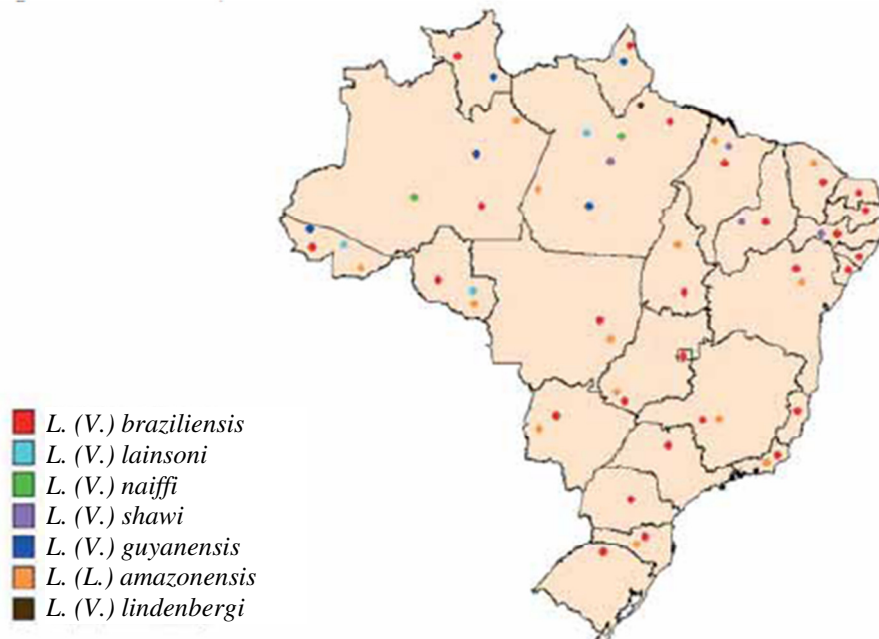 L. (V.) braziliensis
L. (V.) lainsoni
L. (V.) naiffi
L. (V.) shawi
L. (V.) guyanensis
L. (L.) amazonensis
L. (V.) lindenbergi